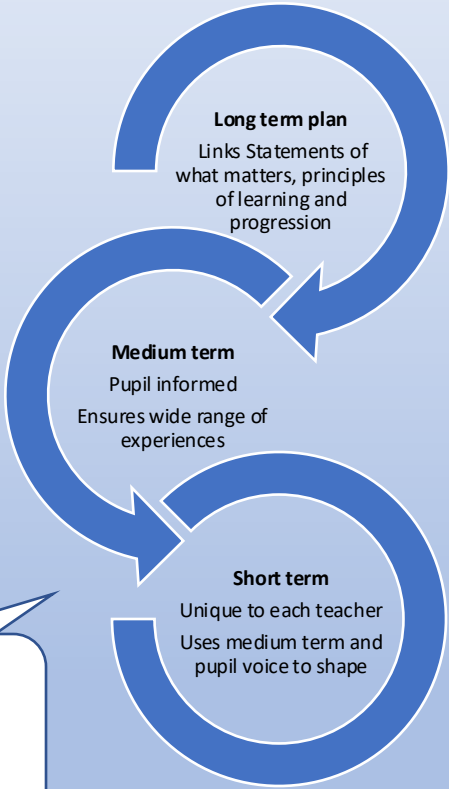 Long term plan
Links Statements of
what matters, principles
of learning and
progression
Medium term
Pupil informed
Ensures wide range of
experiences
Short term
Unique to each teacher
Uses medium term and
pupil voice to shape